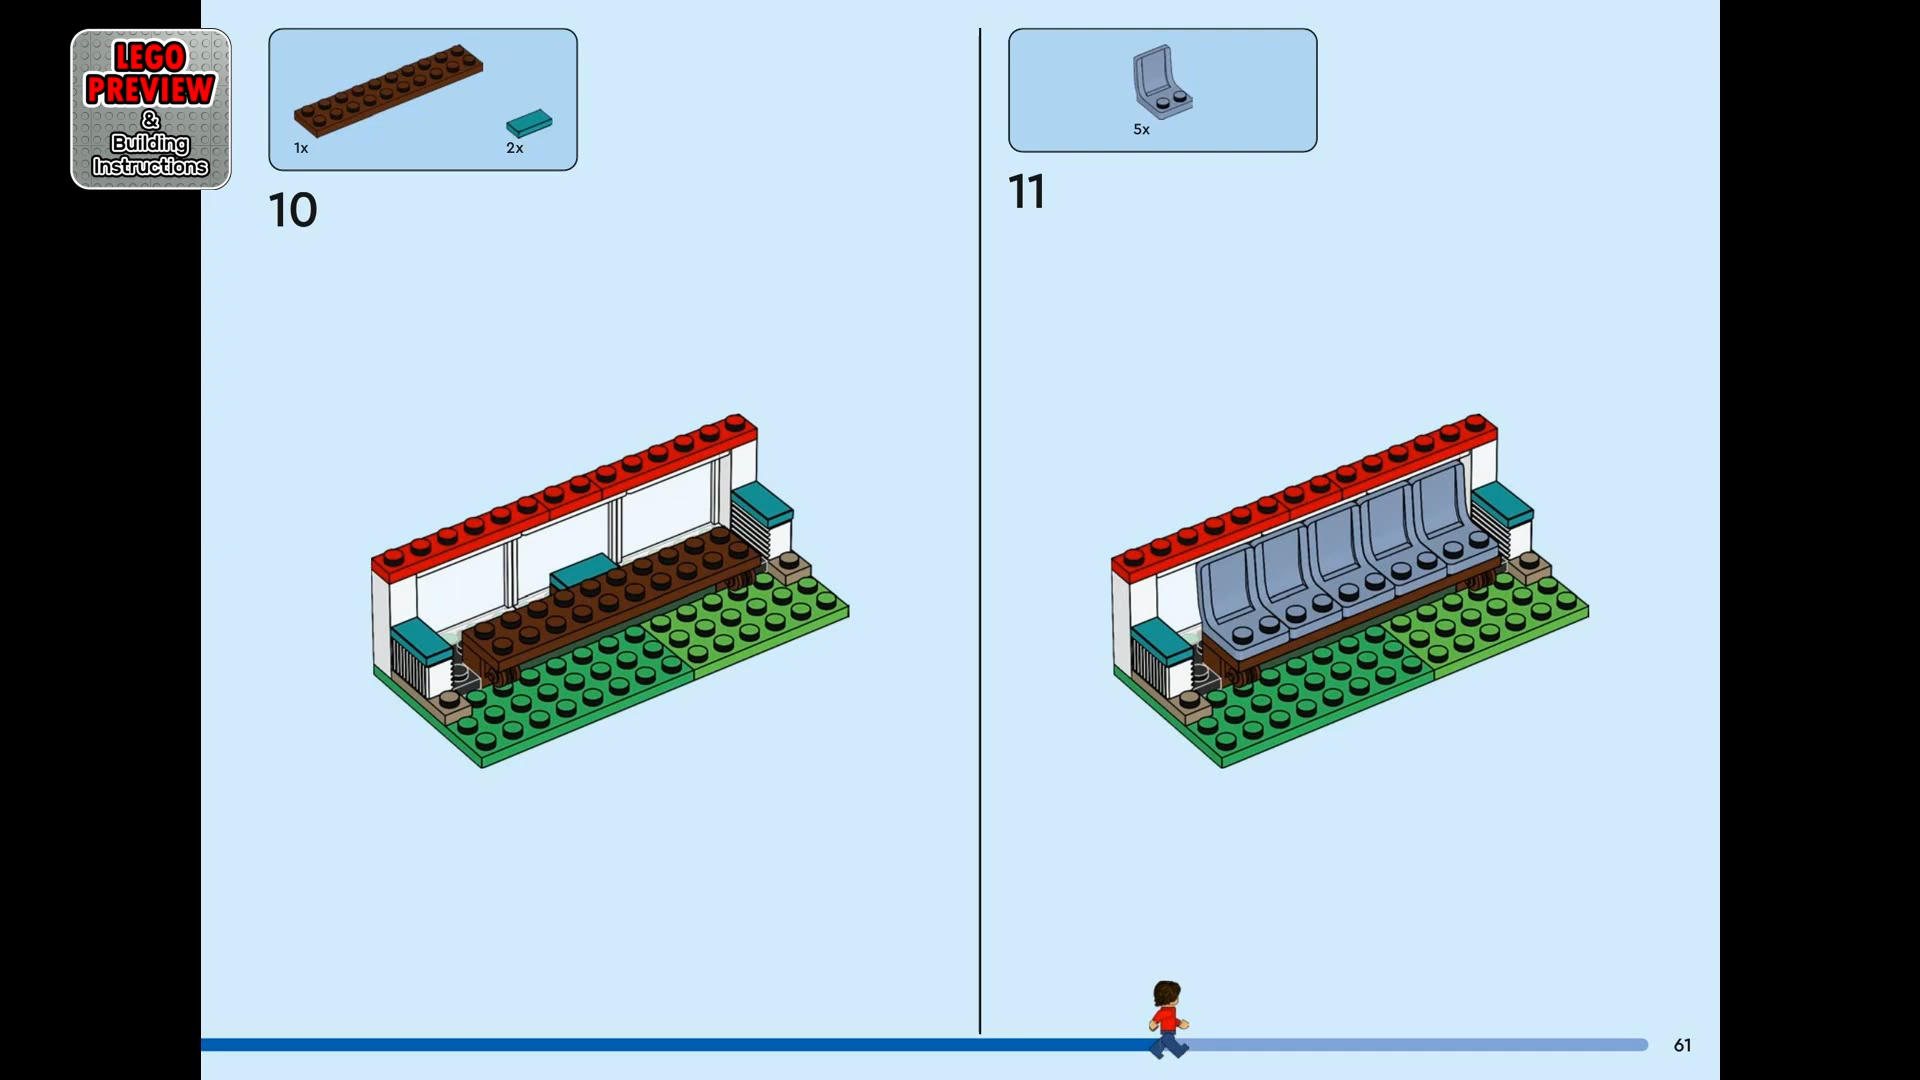 LEGO
PREVIEW
&
Building
Instructions
1x
2x
10
5x
11
61